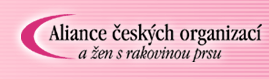 Aliance českých organizací
a žen s rakovinou prsu